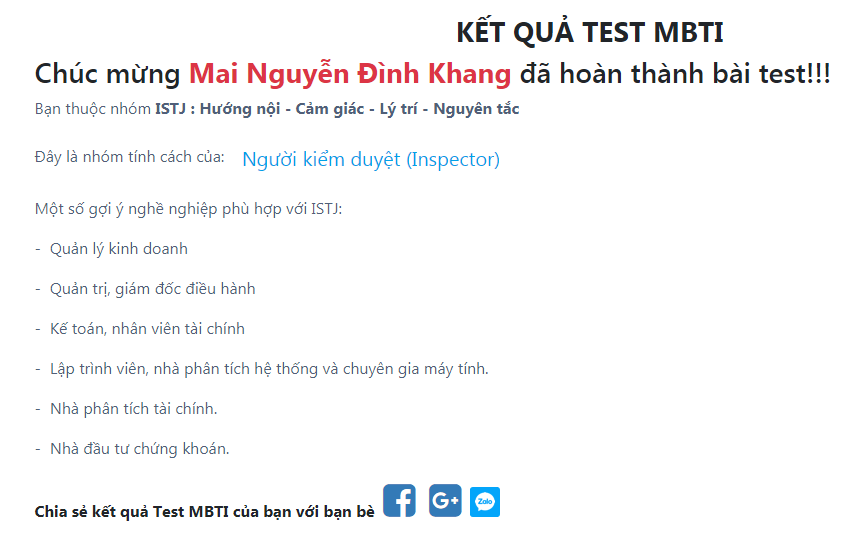 KẾT QUẢ TEST MBTI
Chúc mừng Mai Nguyễn Đình Khang đã hoàn thành bài test!!!
Bạn thuộc nhóm ISTJ : Hướng nội - Cảm giác - Lý trí - Nguyên tắc
Đây là nhóm tính cách của: Người kiểm duyệt (Inspector)
Một số gợi ý nghề nghiệp phù hợp với ISTJ:
- Quản lý kinh doanh
- Quản trị, giám đốc điều hành
- Kế toán, nhân viên tài chính
- Lập trình viên, nhà phân tích hệ thống và chuyên gia máy tính.
- Nhà phân tích tài chính.
- Nhà đầu tư chứng khoán.
Chia sẻ kết quả Test MBTI của bạn với bạn bè f G+ Zalo